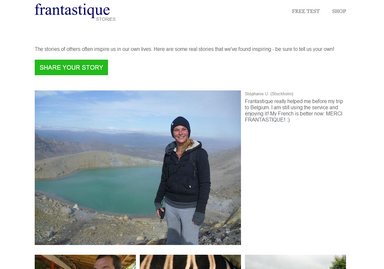 frantastique
STORIES
FREE TEST
SHOP
The stories of others often inspire us in our own lives. Here are some real stories that we've found inspiring - be sure to tell us your own!
SHARE YOUR STORY
Stéphane U. (Stockholm)
Frantastique really helped me before my trip
to Belgium. I am still using the service and
enjoying it! My French is better now: MERCI
FRANTASTIQUE! :)